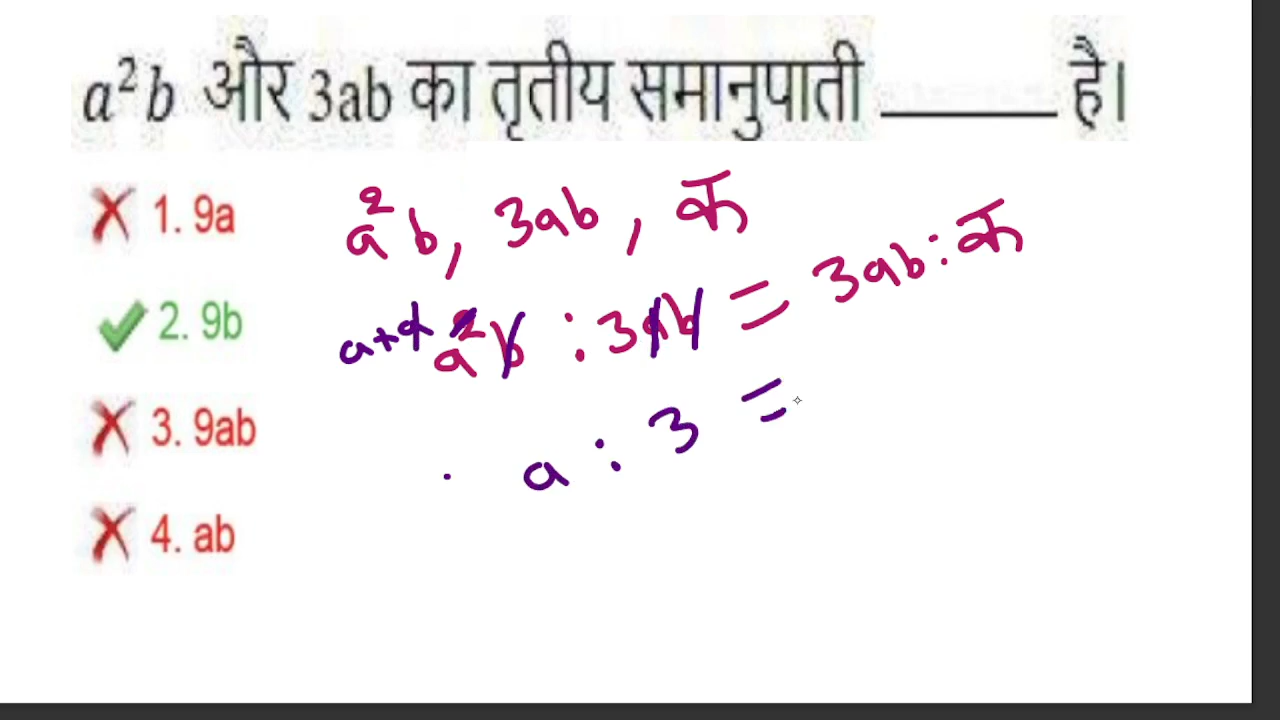 a²b और 3ab का तृतीय समानुपाती ______ है।
1. 9a
2. 9b
3. 9ab
4. ab
a²b, 3ab, क
a²b : 3ab = 3ab : क
a : 3 =